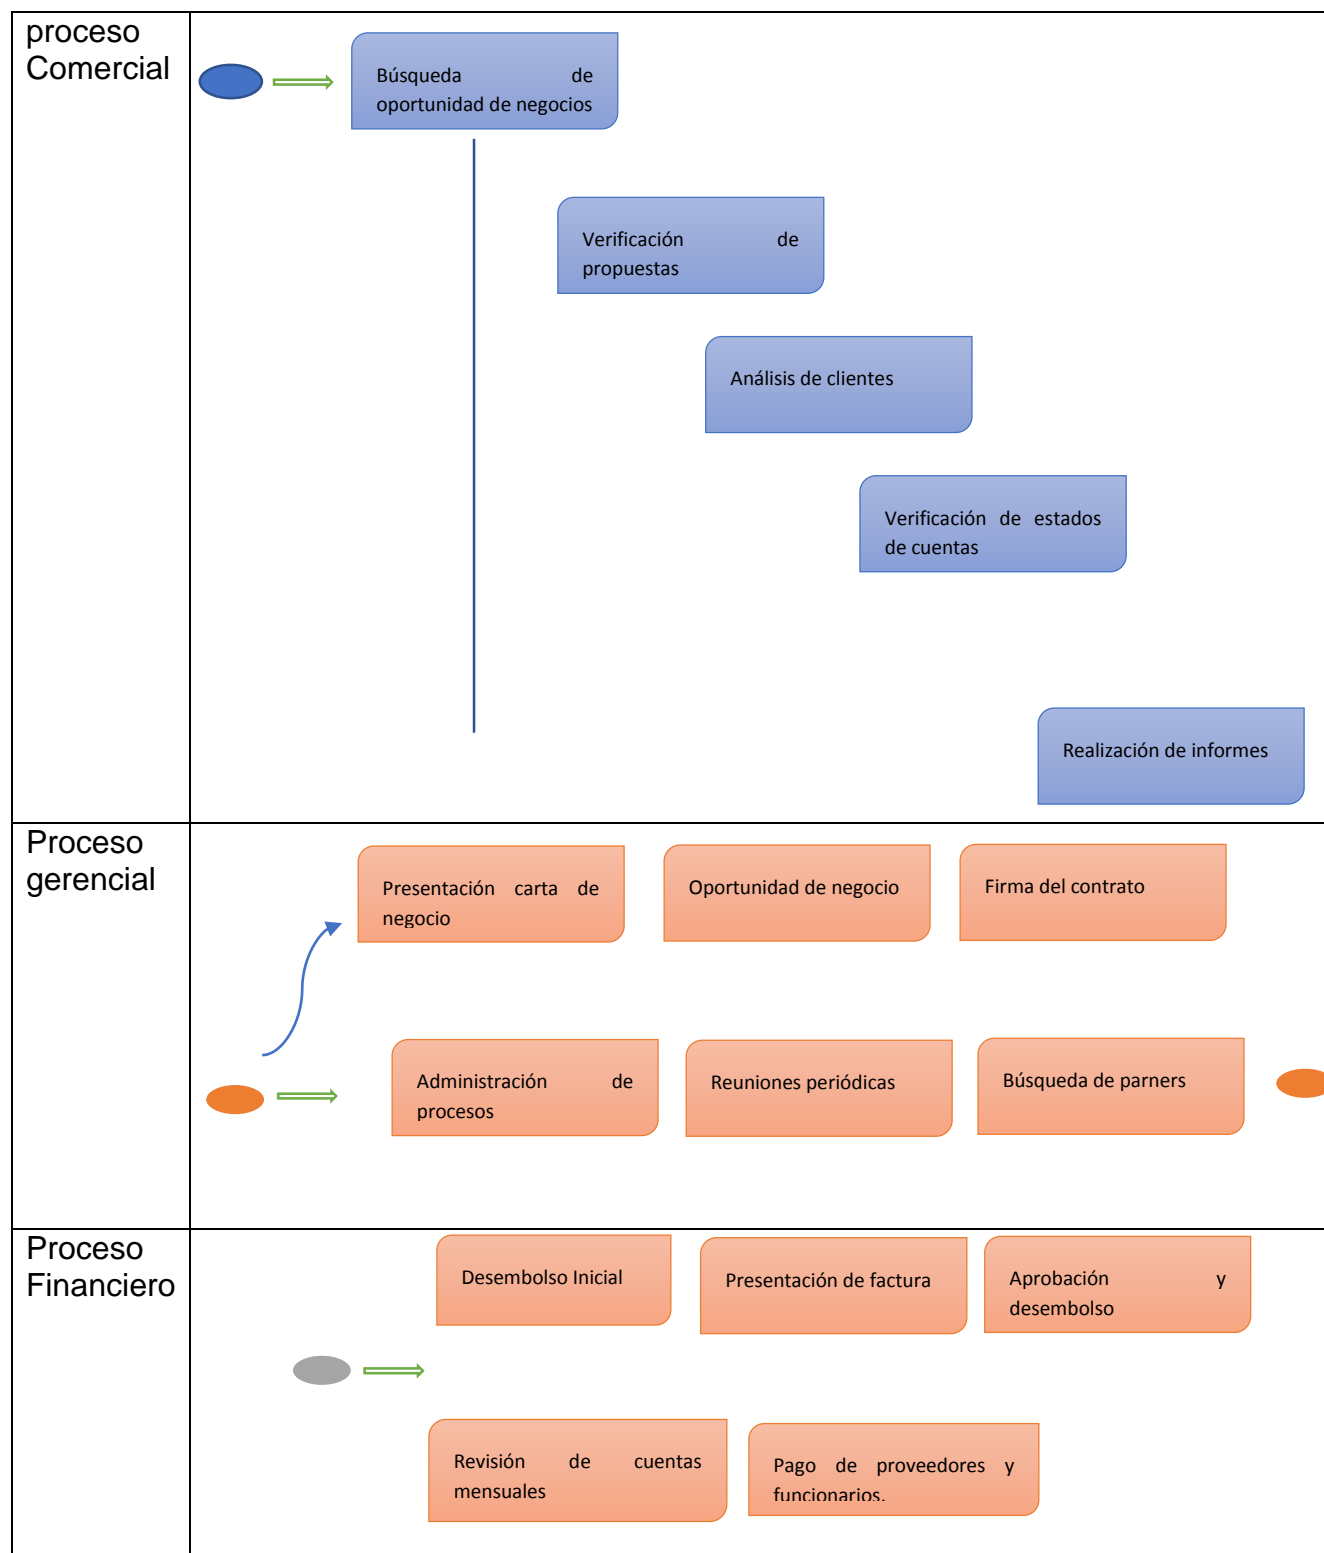 proceso
Comercial
Búsqueda de
oportunidad de negocios
Verificación de
propuestas
Análisis de clientes
Verificación de estados
de cuentas
Realización de informes
Proceso
gerencial
Presentación carta de
negocio
Oportunidad de negocio
Firma del contrato
Administración de
procesos
Reuniones periódicas
Búsqueda de parners
Proceso
Financiero
Desembolso Inicial
Presentación de factura
Aprobación y
desembolso
Revisión de cuentas
mensuales
Pago de proveedores y
funcionarios.